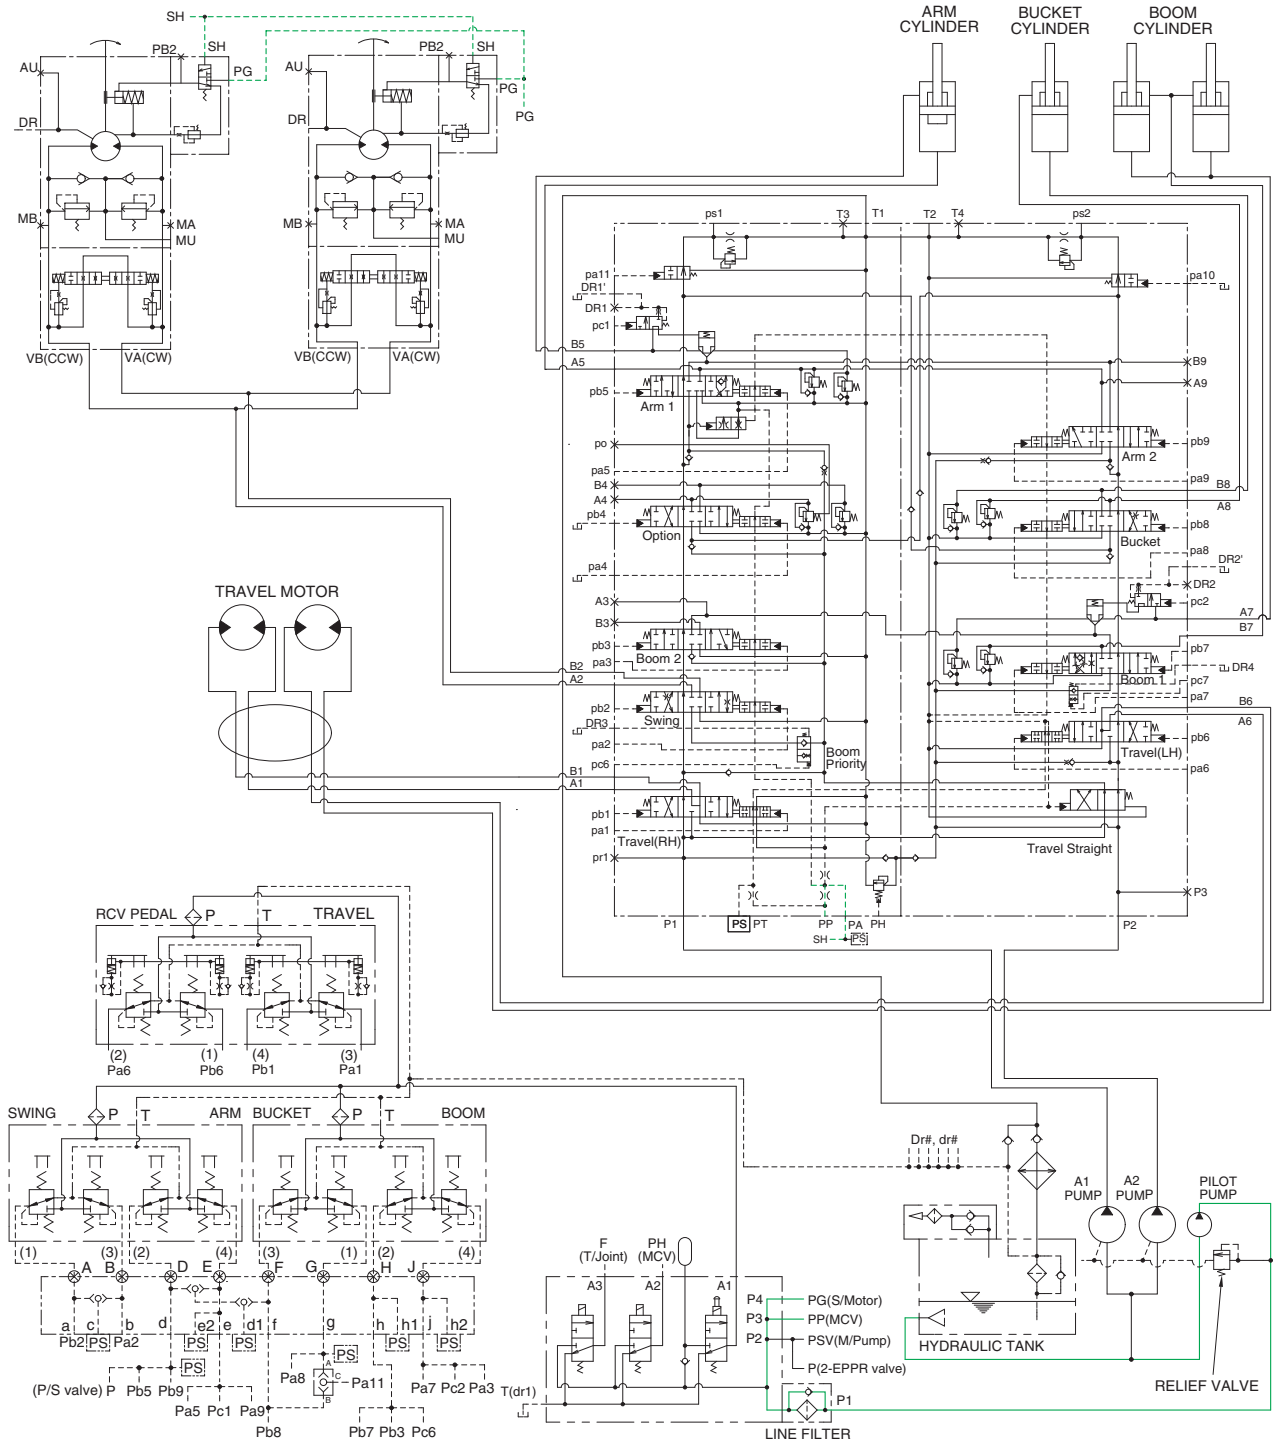 SH
SH
SH
PB2
PB2
AU
AU
PG
PG
PG
DR
DR
MB
MA
MU
MB
MA
MU
VB(CCW)
VA(CW)
VB(CCW)
VA(CW)
ARM
CYLINDER
BUCKET
CYLINDER
BOOM
CYLINDER
ps1
T3
T1
T2
T4
ps2
pa11
DR1'
DR1
pc1
B5
A5
pb5
Arm 1
po
pa5
B4
A4
pb4
Option
pa4
A3
B3
pb3
Boom 2
pa3
B2
A2
pb2
Swing
DR3
pa2
Boom
Priority
pc6
B1
A1
pb1
pa1
Travel(RH)
pr1
pa10
B9
A9
pb9
Arm 2
pa9
B8
A8
pb8
Bucket
pa8
DR2'
DR2
pc2
A7
B7
pb7
DR4
Boom 1
pc7
pa7
B6
A6
pb6
Travel(LH)
pa6
Travel Straight
P3
P1
PS
PT
PP
PA
PH
P2
SH
PS
TRAVEL MOTOR
RCV PEDAL
P
T
TRAVEL
(2)
Pa6
(1)
Pb6
(4)
Pb1
(3)
Pa1
SWING
P
T
ARM
BUCKET
P
T
BOOM
(1)
(3)
(2)
(4)
(3)
(1)
(2)
(4)
A
B
D
E
F
G
H
J
a
c
b
d
e2
e
d1
f
g
h
h1
j
h2
Pb2
PS
Pa2
PS
PS
PS
PS
PS
PS
(P/S valve)
P
Pb5
Pb9
Pa5
Pc1
Pa9
Pb8
Pa8
A
C
B
Pa11
Pb7
Pb3
Pc6
Pa7
Pc2
Pa3
F
(T/Joint)
PH
(MCV)
A3
A2
A1
P4
PG(S/Motor)
P3
PP(MCV)
P2
PSV(M/Pump)
P(2-EPPR valve)
T(dr1)
P1
LINE FILTER
Dr#, dr#
HYDRAULIC TANK
A1
PUMP
A2
PUMP
PILOT
PUMP
RELIEF VALVE